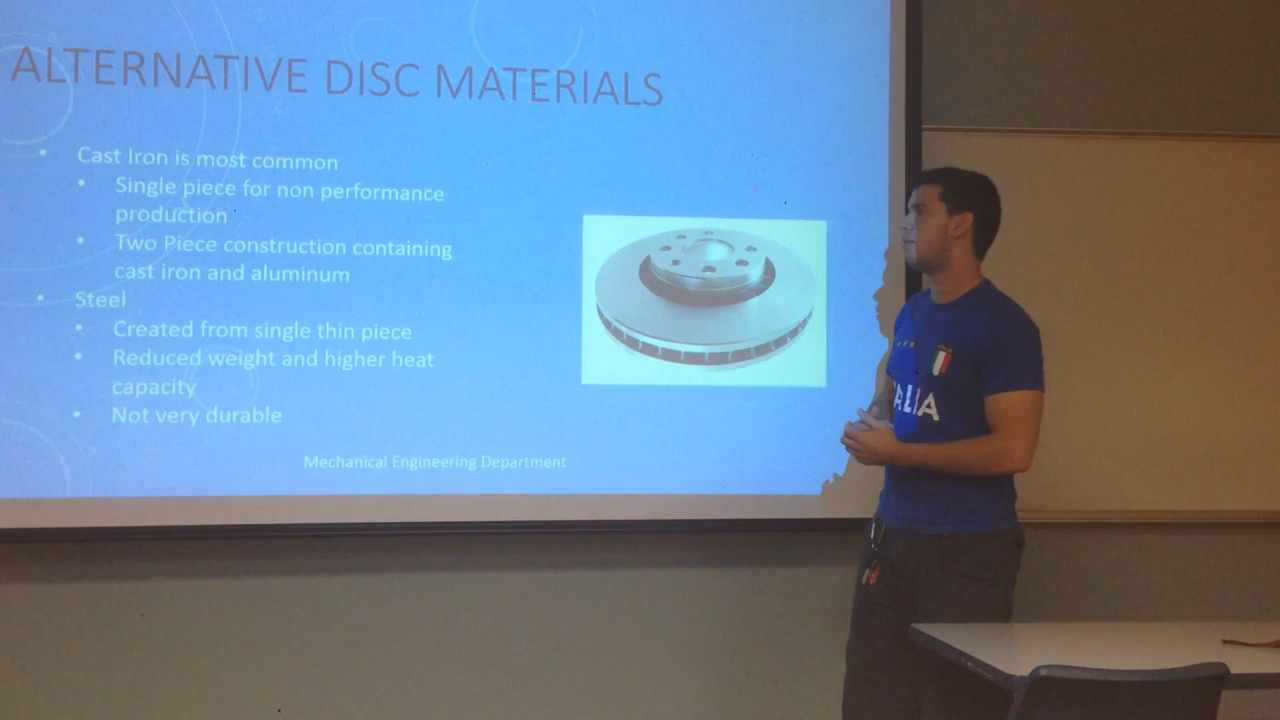 ALTERNATIVE DISC MATERIALS
• Cast Iron is most common
• Single piece for non performance
production
• Two Piece construction containing
cast iron and aluminum
• Steel
• Created from single thin piece
• Reduced weight and higher heat
capacity
• Not very durable
Mechanical Engineering Department
ALIA